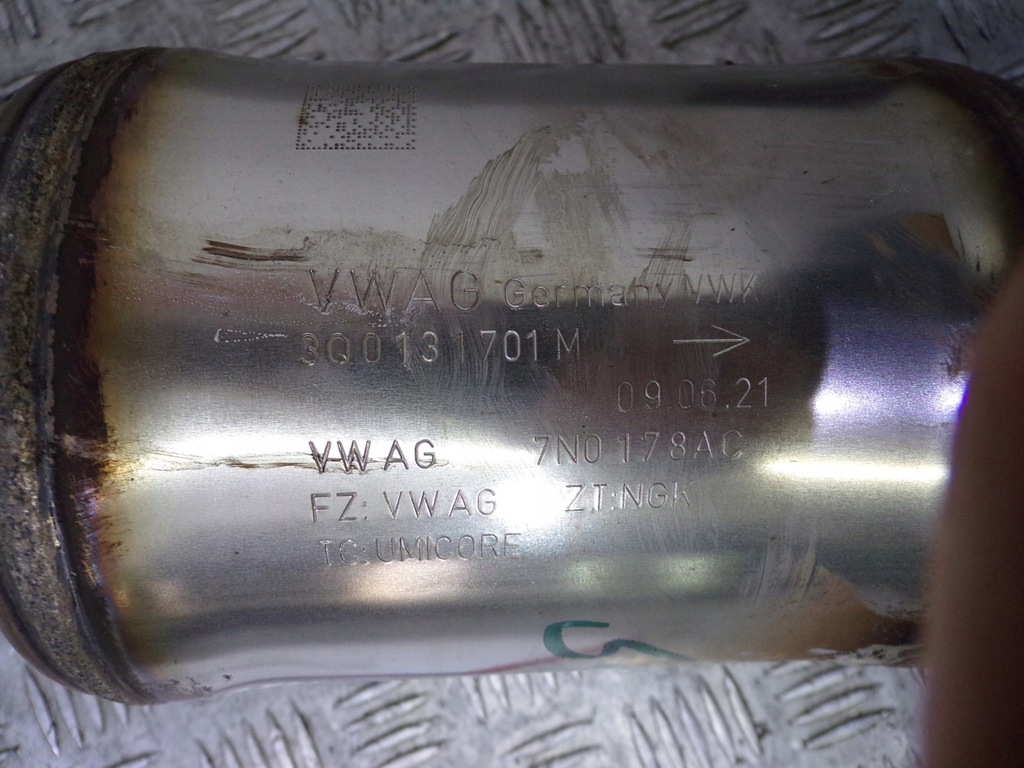 VWAG Germany VWK
3Q0131701M
09.06.21
VWAG 7N0178AC
FZ: VWAG ZT:NGK
TC:UMICORE